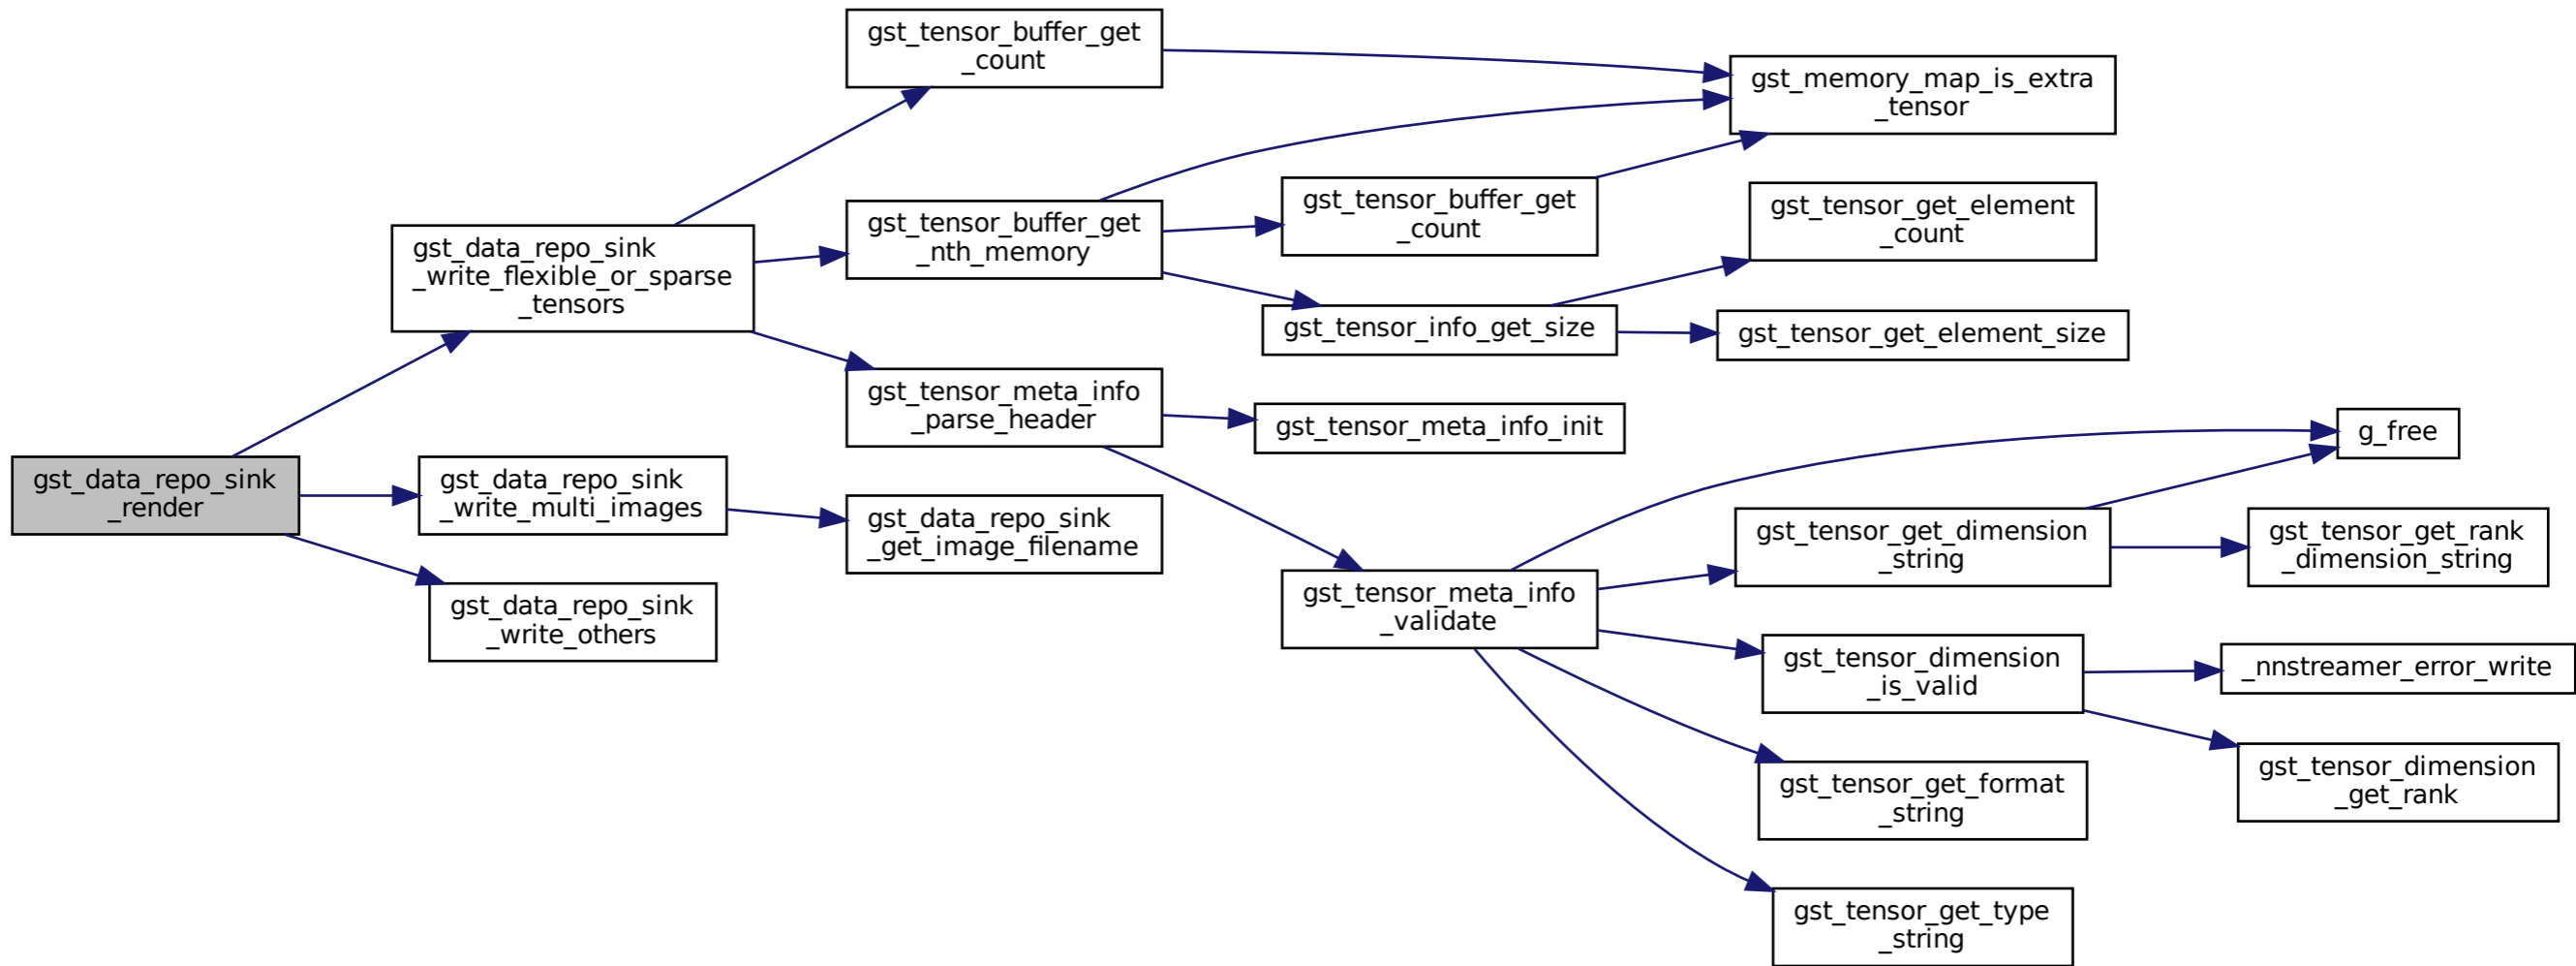 gst_data_repo_sink
_render
gst_data_repo_sink
_write_flexible_or_sparse
_tensors
gst_data_repo_sink
_write_multi_images
gst_data_repo_sink
_write_others
gst_tensor_buffer_get
_count
gst_tensor_buffer_get
_nth_memory
gst_tensor_meta_info
_parse_header
gst_data_repo_sink
_get_image_filename
gst_tensor_buffer_get
_count
gst_tensor_info_get_size
gst_tensor_meta_info_init
gst_tensor_meta_info
_validate
gst_memory_map_is_extra
_tensor
gst_tensor_get_element
_count
gst_tensor_get_element_size
gst_tensor_get_dimension
_string
gst_tensor_dimension
_is_valid
gst_tensor_get_format
_string
gst_tensor_get_type
_string
g_free
gst_tensor_get_rank
_dimension_string
_nnstreamer_error_write
gst_tensor_dimension
_get_rank